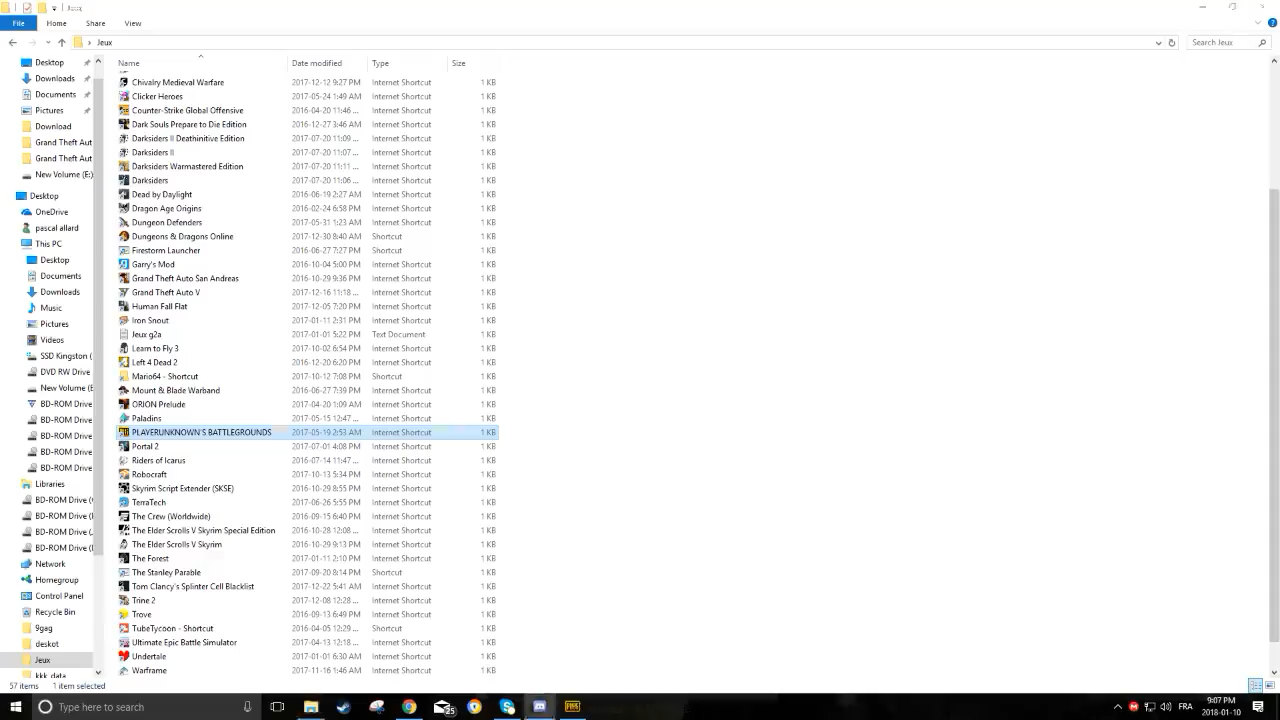 Jeux
File Home Share View
Jeux
Search Jeux
Name Date modified Type Size
Desktop
Downloads
Documents
Pictures
Download
Grand Theft Aut
Grand Theft Aut
New Volume (E:)
Desktop
OneDrive
pascal allard
This PC
Desktop
Documents
Downloads
Music
Pictures
Videos
SSD Kingston (
DVD RW Drive
New Volume (E
BD-ROM Drive
BD-ROM Drive
BD-ROM Drive
BD-ROM Drive
BD-ROM Drive
Libraries
BD-ROM Drive (
BD-ROM Drive (
BD-ROM Drive (
BD-ROM Drive (
Network
Homegroup
Control Panel
Recycle Bin
9gag
deskot
Jeux
kkk_data
Chivalry Medieval Warfare 2017-12-12 9:27 PM Internet Shortcut 1 KB
Clicker Heroes 2017-05-24 1:49 AM Internet Shortcut 1 KB
Counter-Strike Global Offensive 2016-04-20 11:46 ... Internet Shortcut 1 KB
Dark Souls Prepare to Die Edition 2016-12-27 3:46 AM Internet Shortcut 1 KB
Darksiders II Deathinitive Edition 2017-07-20 11:09 ... Internet Shortcut 1 KB
Darksiders II 2017-07-20 11:07 ... Internet Shortcut 1 KB
Darksiders Warmastered Edition 2017-07-20 11:11 ... Internet Shortcut 1 KB
Darksiders 2017-07-20 11:06 ... Internet Shortcut 1 KB
Dead by Daylight 2016-06-19 2:27 AM Internet Shortcut 1 KB
Dragon Age Origins 2016-02-24 6:58 PM Internet Shortcut 1 KB
Dungeon Defenders 2017-05-31 1:23 AM Internet Shortcut 1 KB
Dungeons & Dragons Online 2017-12-30 8:40 AM Shortcut 1 KB
Firestorm Launcher 2016-06-27 7:27 PM Shortcut 1 KB
Garry's Mod 2016-10-04 5:00 PM Internet Shortcut 1 KB
Grand Theft Auto San Andreas 2016-10-29 9:36 PM Internet Shortcut 1 KB
Grand Theft Auto V 2017-12-16 11:18 ... Internet Shortcut 1 KB
Human Fall Flat 2017-12-05 7:20 PM Internet Shortcut 1 KB
Iron Snout 2017-01-11 2:31 PM Internet Shortcut 1 KB
Jeux g2a 2017-01-01 5:22 PM Text Document 1 KB
Learn to Fly 3 2017-10-02 6:54 PM Internet Shortcut 1 KB
Left 4 Dead 2 2016-12-20 6:20 PM Internet Shortcut 1 KB
Mario64 - Shortcut 2017-10-12 7:08 PM Shortcut 1 KB
Mount & Blade Warband 2016-06-27 7:39 PM Internet Shortcut 1 KB
ORION Prelude 2017-04-20 1:09 AM Internet Shortcut 1 KB
Paladins 2017-05-15 12:47 ... Internet Shortcut 1 KB
PLAYERUNKNOWN'S BATTLEGROUNDS 2017-05-19 2:53 AM Internet Shortcut 1 KB
Portal 2 2017-07-01 4:08 PM Internet Shortcut 1 KB
Riders of Icarus 2016-07-14 11:47 ... Internet Shortcut 1 KB
Robocraft 2017-10-13 5:34 PM Internet Shortcut 1 KB
Skyrim Script Extender (SKSE) 2016-10-29 8:55 PM Internet Shortcut 1 KB
TerraTech 2017-06-26 5:55 PM Internet Shortcut 1 KB
The Crew (Worldwide) 2016-09-15 6:40 PM Internet Shortcut 1 KB
The Elder Scrolls V Skyrim Special Edition 2016-10-28 12:08 ... Internet Shortcut 1 KB
The Elder Scrolls V Skyrim 2016-10-29 9:13 PM Internet Shortcut 1 KB
The Forest 2017-01-11 2:10 PM Internet Shortcut 1 KB
The Stanley Parable 2017-09-20 8:14 PM Shortcut 1 KB
Tom Clancy's Splinter Cell Blacklist 2017-12-22 5:41 AM Internet Shortcut 1 KB
Trine 2 2017-12-08 12:28 ... Internet Shortcut 1 KB
Trove 2016-09-13 6:49 PM Internet Shortcut 1 KB
TubeTycoon - Shortcut 2016-04-05 12:29 ... Shortcut 1 KB
Ultimate Epic Battle Simulator 2017-04-13 12:18 ... Internet Shortcut 1 KB
Undertale 2017-01-01 6:30 AM Internet Shortcut 1 KB
Warframe 2017-11-16 1:46 AM Internet Shortcut 1 KB
57 items 1 item selected
Type here to search
25
FRA
9:07 PM
2018-01-10